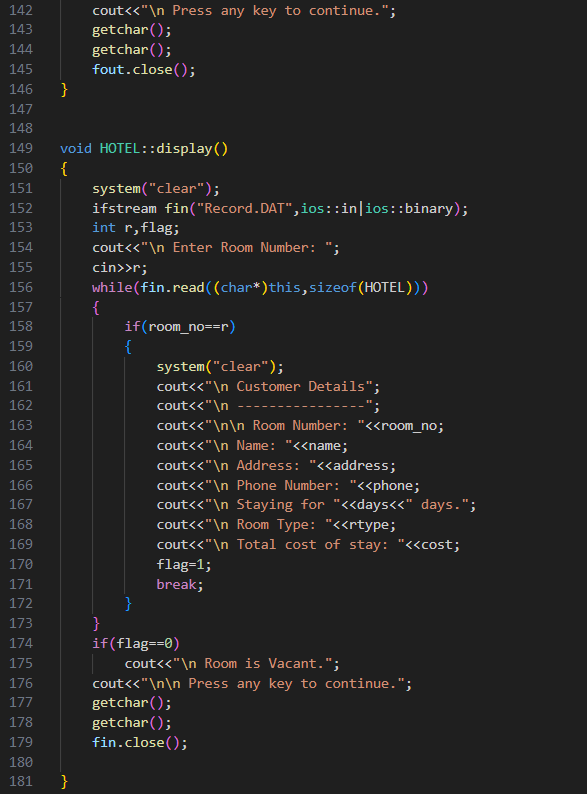 142 cout<<"\n Press any key to continue.";
143 getchar();
144 getchar();
145 fout.close();
146 }
147
148
149 void HOTEL::display()
150 {
151 system("clear");
152 ifstream fin("Record.DAT",ios::in|ios::binary);
153 int r,flag;
154 cout<<"\n Enter Room Number: ";
155 cin>>r;
156 while(fin.read((char*)this,sizeof(HOTEL)))
157 {
158 if(room_no==r)
159 {
160 system("clear");
161 cout<<"\n Customer Details";
162 cout<<"\n ----------------";
163 cout<<"\n\n Room Number: "<<room_no;
164 cout<<"\n Name: "<<name;
165 cout<<"\n Address: "<<address;
166 cout<<"\n Phone Number: "<<phone;
167 cout<<"\n Staying for "<<days<<" days.";
168 cout<<"\n Room Type: "<<rtype;
169 cout<<"\n Total cost of stay: "<<cost;
170 flag=1;
171 break;
172 }
173 }
174 if(flag==0)
175 cout<<"\n Room is Vacant.";
176 cout<<"\n\n Press any key to continue.";
177 getchar();
178 getchar();
179 fin.close();
180
181 }